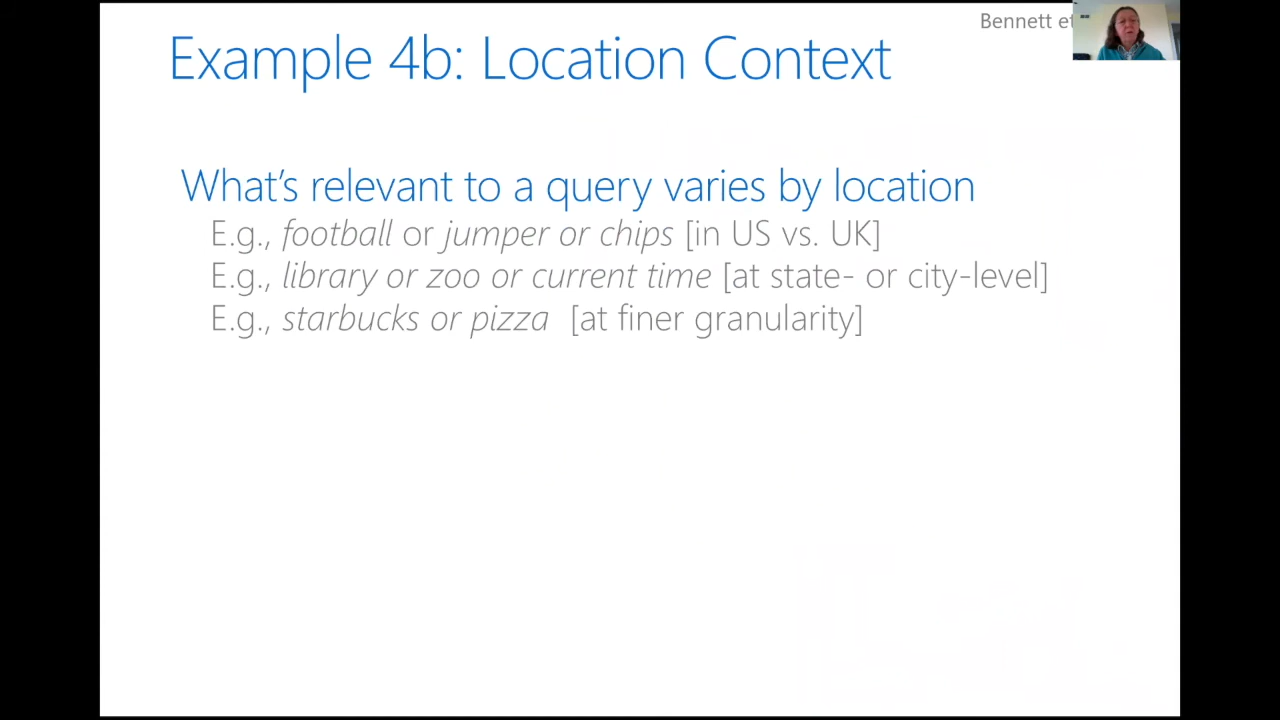 Bennett et
Example 4b: Location Context
What's relevant to a query varies by location
E.g., football or jumper or chips [in US vs. UK]
E.g., library or zoo or current time [at state- or city-level]
E.g., starbucks or pizza [at finer granularity]